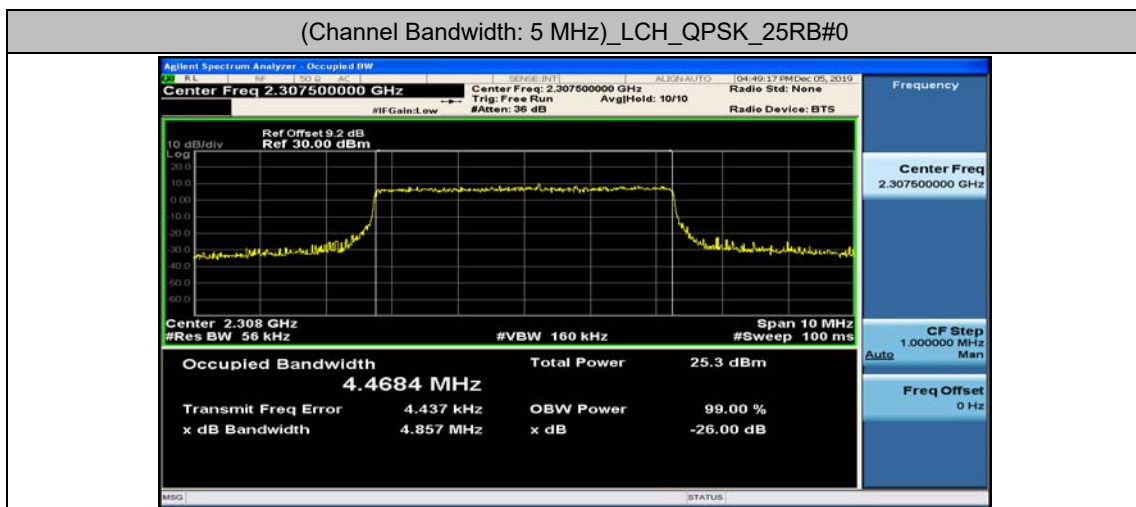 (Channel Bandwidth: 5 MHz)_LCH_QPSK_25RB#0
Agilent Spectrum Analyzer - Occupied BW
RL RF 50 Ω AC SENSE:INT ALIGN AUTO 04:49:17 PM Dec 05, 2019
Center Freq 2.307500000 GHz Center Freq: 2.307500000 GHz Radio Std: None Frequency
Trig: Free Run Avg|Hold: 10/10
#IFGain:Low #Atten: 36 dB Radio Device: BTS
Ref Offset 9.2 dB
10 dB/div Ref 30.00 dBm
Log
20.0
10.0
0.00
-10.0
-20.0
-30.0
-40.0
-50.0
-60.0
Center Freq
2.307500000 GHz
Center 2.308 GHz Span 10 MHz
#Res BW 56 kHz #VBW 160 kHz #Sweep 100 ms
CF Step
1.000000 MHz
Auto Man
Occupied Bandwidth Total Power 25.3 dBm
4.4684 MHz
Freq Offset
0 Hz
Transmit Freq Error 4.437 kHz OBW Power 99.00 %
x dB Bandwidth 4.857 MHz x dB -26.00 dB
MSG STATUS